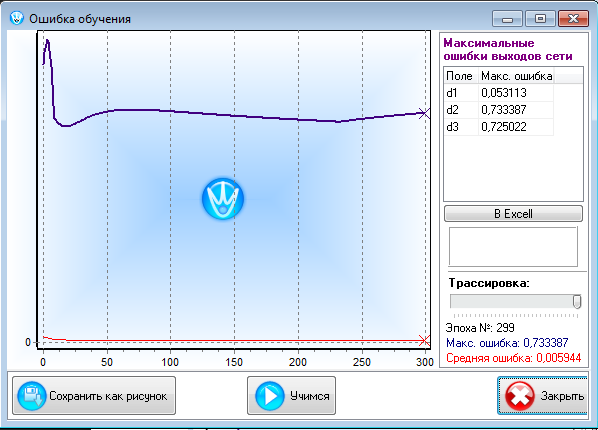 Ошибка обучения
0
0 50 100 150 200 250 300
Максимальные
ошибки выходов сети
Поле Макс. ошибка
d1 0,053113
d2 0,733387
d3 0,725022
В Excell
Трассировка:
Эпоха №: 299
Макс. ошибка: 0,733387
Средняя ошибка: 0,005944
Сохранить как рисунок
Учимся
Закрыть